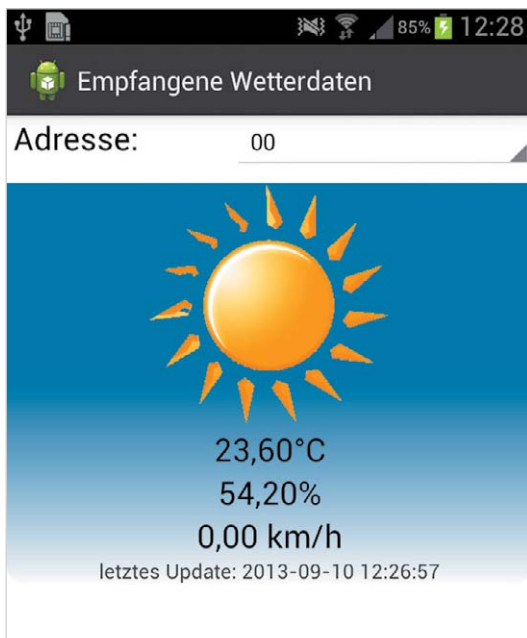 85% 12:28
Empfangene Wetterdaten
Adresse: 00
23,60°C
54,20%
0,00 km/h
letztes Update: 2013-09-10 12:26:57